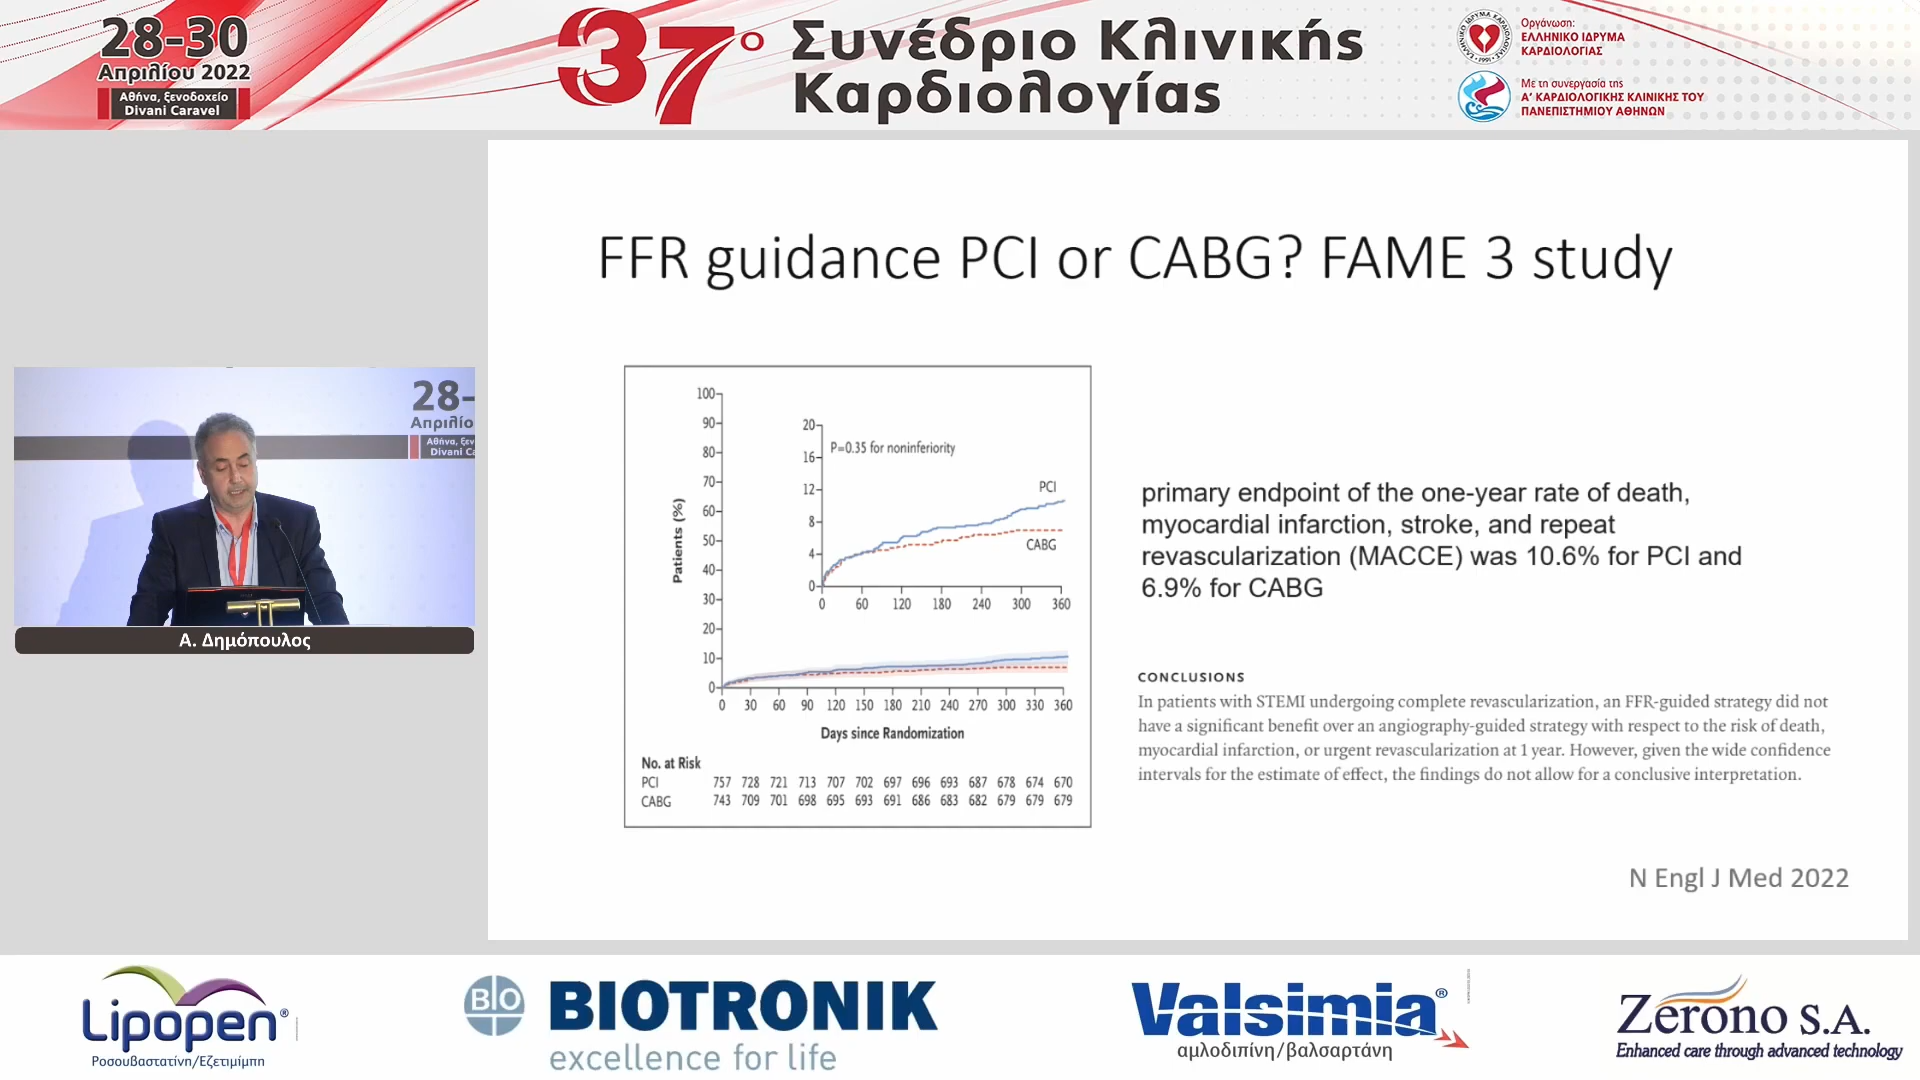 28-30
Απριλίου 2022
Αθήνα, ξενοδοχείο
Divani Caravel
37ο Συνέδριο Κλινικής
Καρδιολογίας
Οργάνωση:
ΕΛΛΗΝΙΚΟ ΙΔΡΥΜΑ
ΚΑΡΔΙΟΛΟΓΙΑΣ
Με τη συνεργασία της
Α' ΚΑΡΔΙΟΛΟΓΙΚΗΣ ΚΛΙΝΙΚΗΣ ΤΟΥ
ΠΑΝΕΠΙΣΤΗΜΙΟΥ ΑΘΗΝΩΝ
28-
Απριλίο
Αθήνα, ξεν
Divani Ca
Α. Δημόπουλος
FFR guidance PCI or CABG? FAME 3 study
100
90
80
70
60
50
40
30
20
10
0
Patients (%)
20
16
12
8
4
0
P=0.35 for noninferiority
PCI
CABG
0 60 120 180 240 300 360
0 30 60 90 120 150 180 210 240 270 300 330 360
Days since Randomization
No. at Risk
PCI 757 728 721 713 707 702 697 696 693 687 678 674 670
CABG 743 709 701 698 695 693 691 686 683 682 679 679 679
primary endpoint of the one-year rate of death,
myocardial infarction, stroke, and repeat
revascularization (MACCE) was 10.6% for PCI and
6.9% for CABG
CONCLUSIONS
In patients with STEMI undergoing complete revascularization, an FFR-guided strategy did not
have a significant benefit over an angiography-guided strategy with respect to the risk of death,
myocardial infarction, or urgent revascularization at 1 year. However, given the wide confidence
intervals for the estimate of effect, the findings do not allow for a conclusive interpretation.
N Engl J Med 2022
Lipopen®
Ροσουβαστατίνη/Εζετιμίμπη
BIO
BIOTRONIK
excellence for life
Valsimia®
αμλοδιπίνη/βαλσαρτάνη
Zerono S.A.
Enhanced care through advanced technology